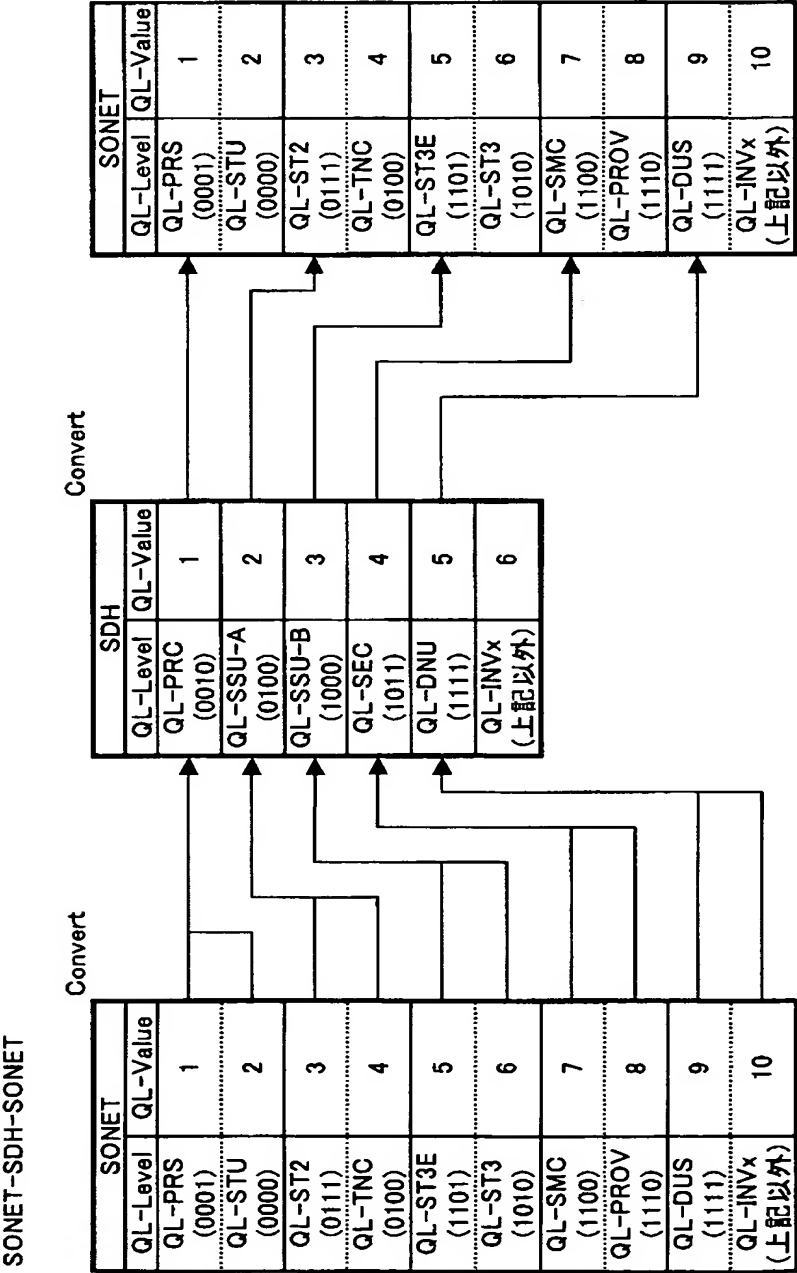 SONET-SDH-SONET
Convert
Convert
SONET
QL-Level QL-Value
QL-PRS
(0001)
1
QL-STU
(0000)
2
QL-ST2
(0111)
3
QL-TNC
(0100)
4
QL-ST3E
(1101)
5
QL-ST3
(1010)
6
QL-SMC
(1100)
7
QL-PROV
(1110)
8
QL-DUS
(1111)
9
QL-INVx
(上記以外)
10
SDH
QL-Level QL-Value
QL-PRC
(0010)
1
QL-SSU-A
(0100)
2
QL-SSU-B
(1000)
3
QL-SEC
(1011)
4
QL-DNU
(1111)
5
QL-INVx
(上記以外)
6
SONET
QL-Level QL-Value
QL-PRS
(0001)
1
QL-STU
(0000)
2
QL-ST2
(0111)
3
QL-TNC
(0100)
4
QL-ST3E
(1101)
5
QL-ST3
(1010)
6
QL-SMC
(1100)
7
QL-PROV
(1110)
8
QL-DUS
(1111)
9
QL-INVx
(上記以外)
10